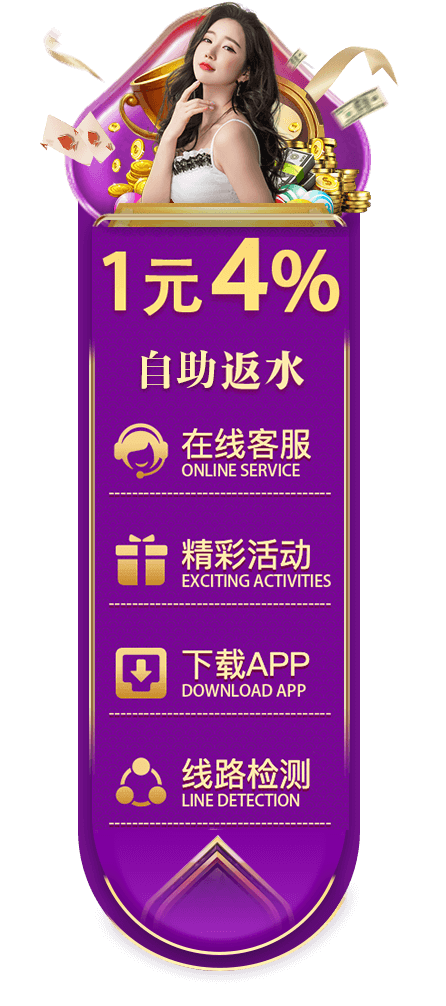 1元4%
自助返水
在线客服
ONLINE SERVICE
精彩活动
EXCITING ACTIVITIES
下载APP
DOWNLOAD APP
线路检测
LINE DETECTION